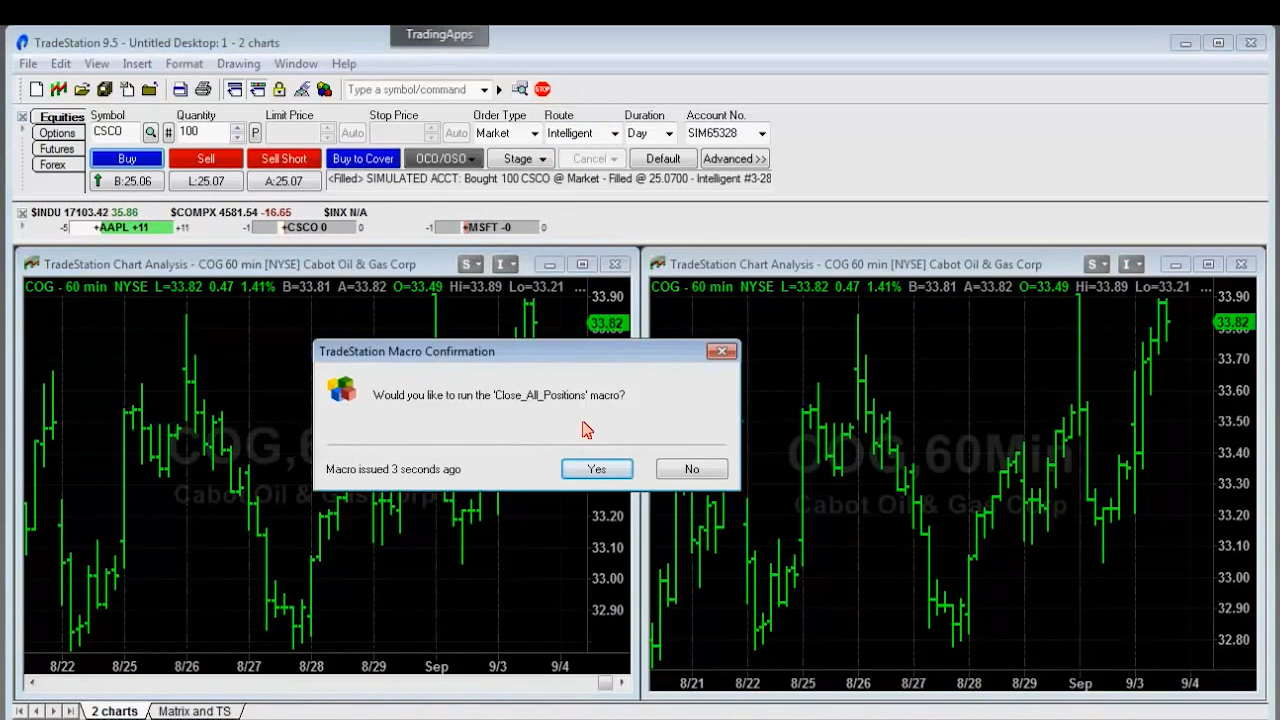 TradingApps
TradeStation 9.5 - Untitled Desktop: 1 - 2 charts
File Edit View Insert Format Drawing Window Help
Type a symbol/command STOP
Equities Symbol Quantity Limit Price Stop Price Order Type Route Duration Account No.
Options CSCO # 100 P Auto Auto Market Intelligent Day SIM65328
Futures
Forex Buy Sell Sell Short Buy to Cover OCO/OSO Stage Cancel Default Advanced >>
B:25.06 L:25.07 A:25.07 <Filled> SIMULATED ACCT: Bought 100 CSCO @ Market - Filled @ 25.0700 - Intelligent #3-28
$INDU 17103.42 35.86 $COMPX 4581.54 -16.65 $INX N/A
-5 +AAPL +11 +11 -1 +CSCO 0 0 -1 +MSFT -0 0
TradeStation Chart Analysis - COG 60 min [NYSE] Cabot Oil & Gas Corp S I
COG - 60 min NYSE L=33.82 0.47 1.41% B=33.81 A=33.82 O=33.49 Hi=33.89 Lo=33.21 ...
33.90
33.82
33.20
33.10
33.00
32.90
8/22 8/25 8/26 8/27 8/28 8/29 Sep 9/3 9/4
TradeStation Chart Analysis - COG 60 min [NYSE] Cabot Oil & Gas Corp S I
COG - 60 min NYSE L=33.82 0.47 1.41% B=33.81 A=33.82 O=33.49 Hi=33.89 Lo=33.21 ...
33.90
33.82
33.70
33.60
33.50
33.40
33.30
33.20
33.10
33.00
32.90
32.80
COG,60Min
Cabot Oil & Gas Corp
8/21 8/22 8/25 8/26 8/27 8/28 8/29 Sep 9/3 9/4
TradeStation Macro Confirmation
Would you like to run the 'Close_All_Positions' macro?
Macro issued 3 seconds ago Yes No
2 charts Matrix and TS